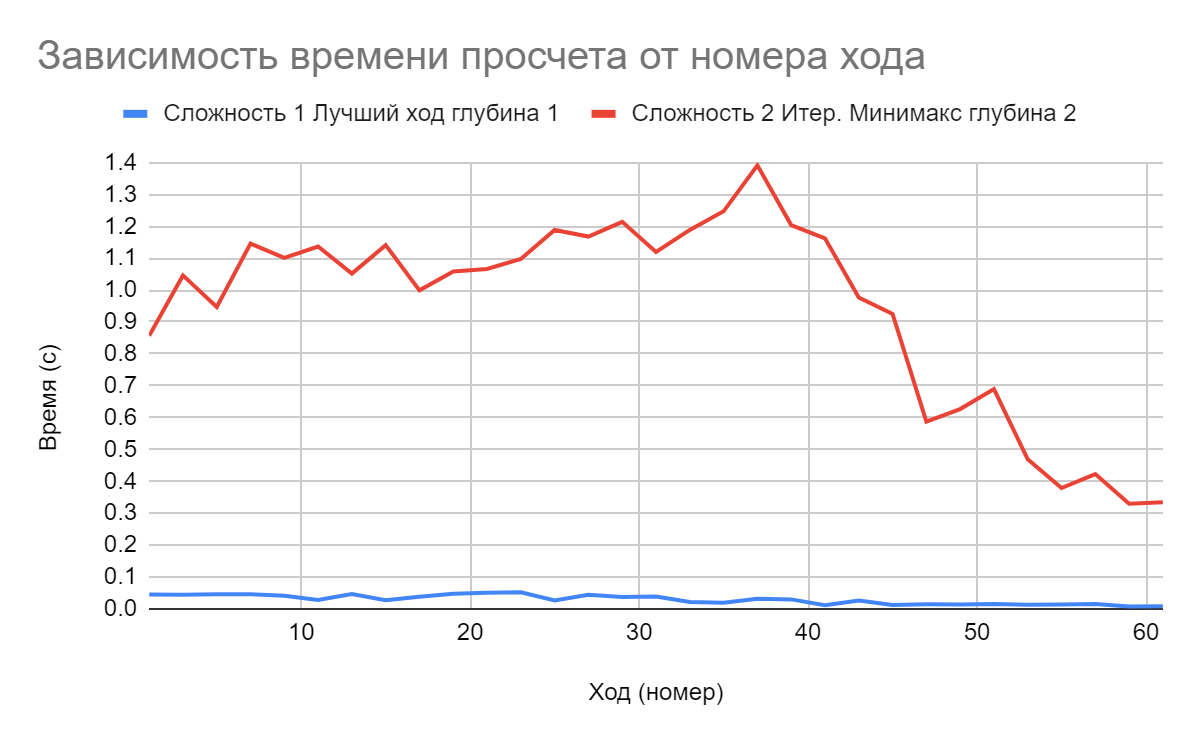 Зависимость времени просчета от номера хода
Сложность 1 Лучший ход глубина 1
Сложность 2 Итер. Минимакс глубина 2
1.4
1.3
1.2
1.1
1.0
0.9
0.8
0.7
0.6
0.5
0.4
0.3
0.2
0.1
0.0
Время (с)
10 20 30 40 50 60
Ход (номер)